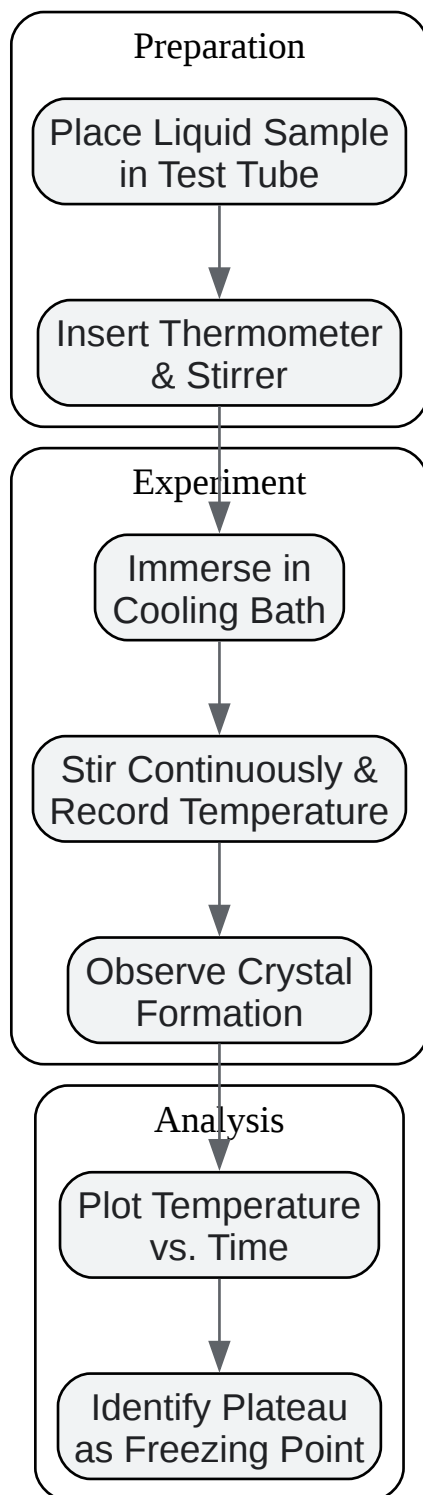 Preparation
Place Liquid Sample
in Test Tube
Insert Thermometer
& Stirrer
Experiment
Immerse in
Cooling Bath
Stir Continuously &
Record Temperature
Observe Crystal
Formation
Analysis
Plot Temperature
vs. Time
Identify Plateau
as Freezing Point